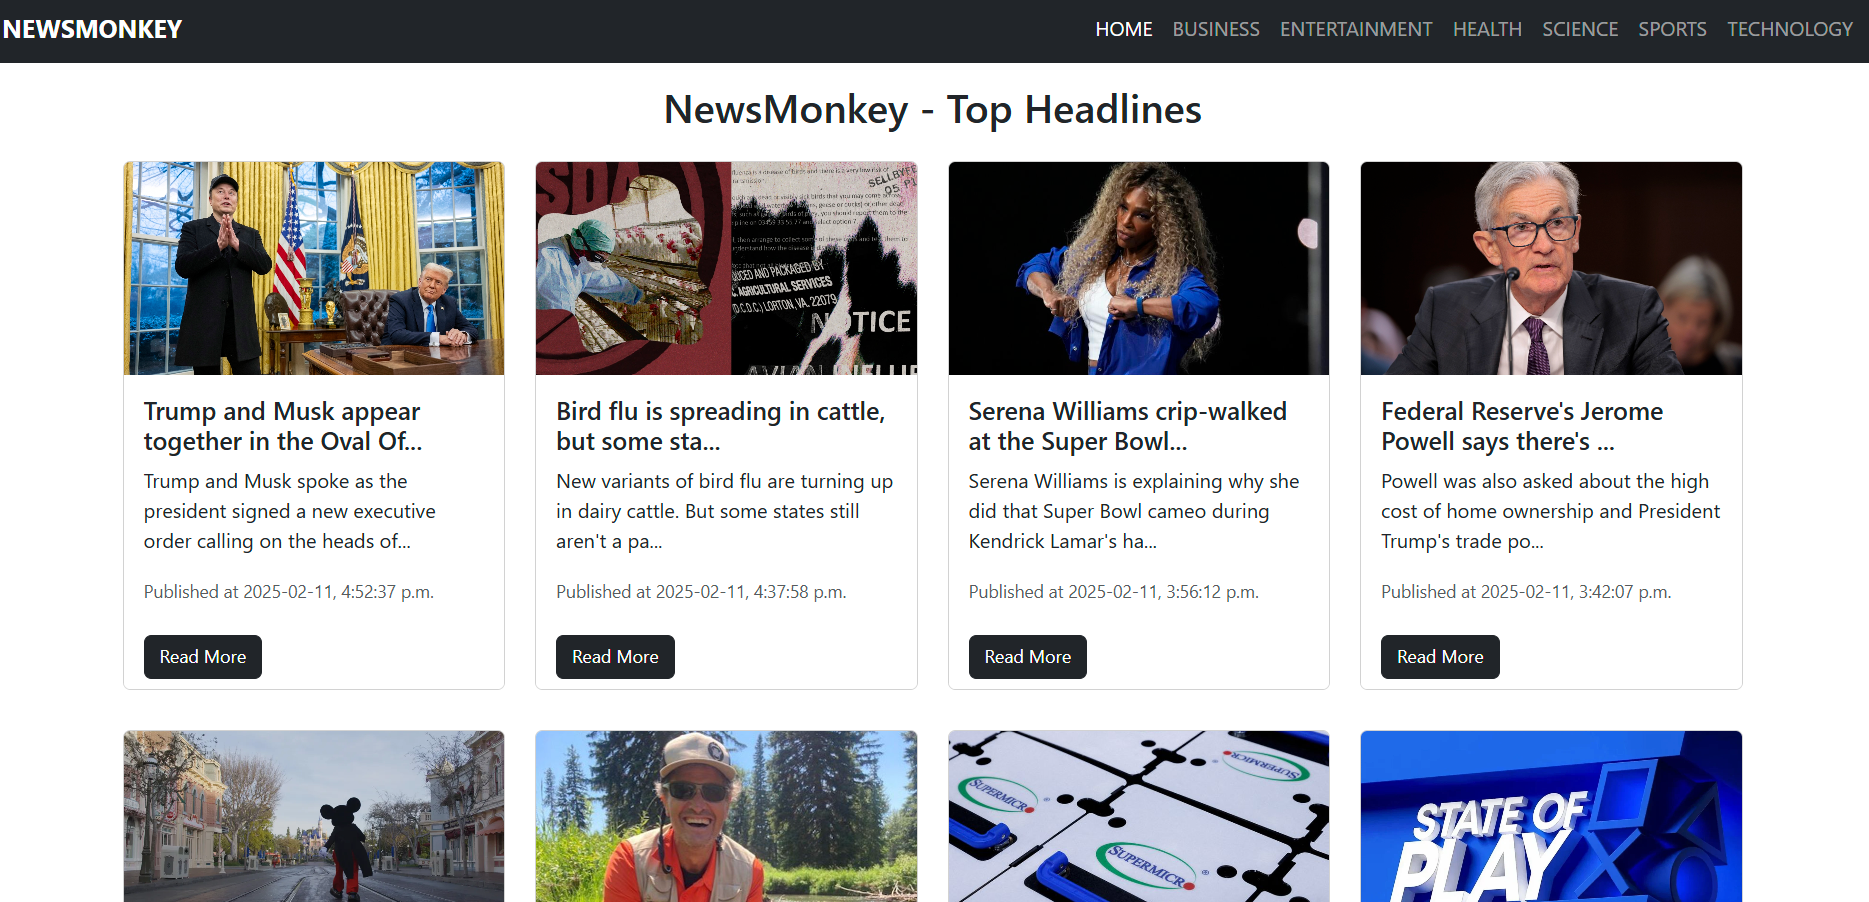 NEWSMONKEY
HOME BUSINESS ENTERTAINMENT HEALTH SCIENCE SPORTS TECHNOLOGY
NewsMonkey - Top Headlines
SELLBY
05 P1
AGRICULTURAL SERVICES
LORTON, VA. 22079
NOTICE
Trump and Musk appear
together in the Oval Of...
Trump and Musk spoke as the
president signed a new executive
order calling on the heads of...
Published at 2025-02-11, 4:52:37 p.m.
Read More
Bird flu is spreading in cattle,
but some sta...
New variants of bird flu are turning up
in dairy cattle. But some states still
aren't a pa...
Published at 2025-02-11, 4:37:58 p.m.
Read More
Serena Williams crip-walked
at the Super Bowl...
Serena Williams is explaining why she
did that Super Bowl cameo during
Kendrick Lamar's ha...
Published at 2025-02-11, 3:56:12 p.m.
Read More
Federal Reserve's Jerome
Powell says there's ...
Powell was also asked about the high
cost of home ownership and President
Trump's trade po...
Published at 2025-02-11, 3:42:07 p.m.
Read More
SUPERMICRO
SUPERMICRO
SUPERMICRO
STATE OF
PLAY